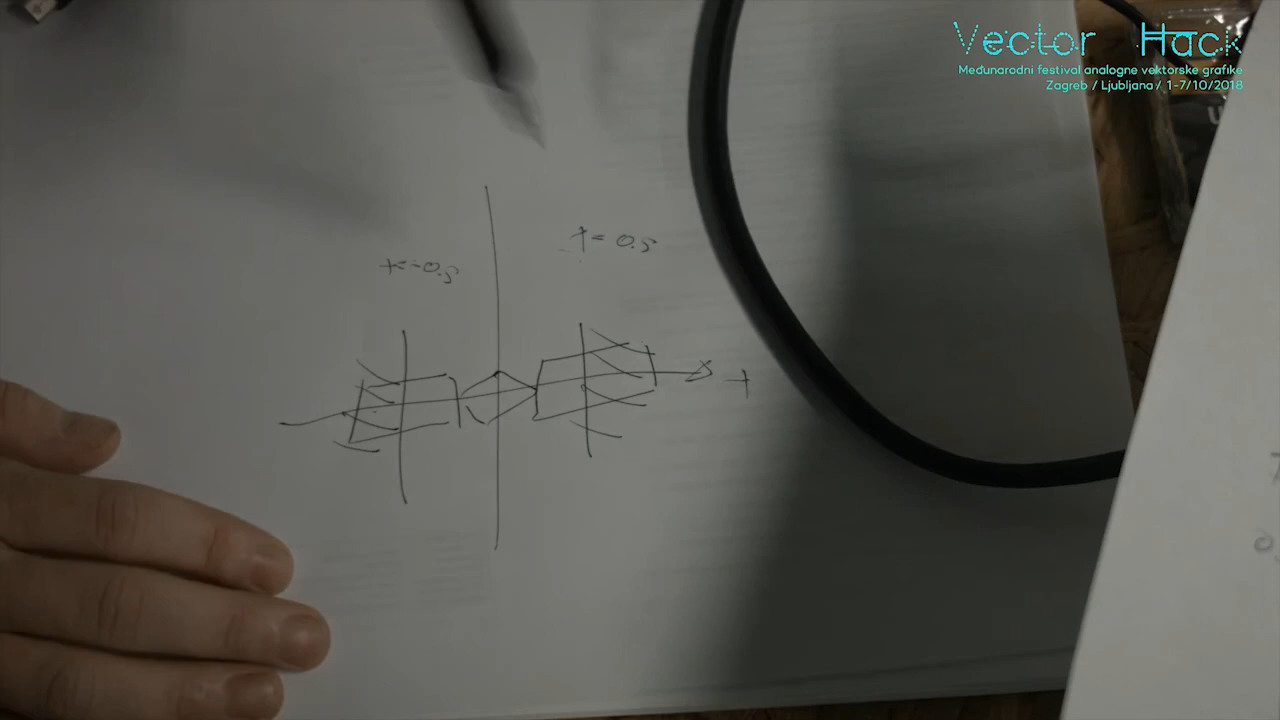 Vector Hack
Međunarodni festival analogne vektorske grafike
Zagreb / Ljubljana / 1-7/10/2018
= 0.5
-0.5
+